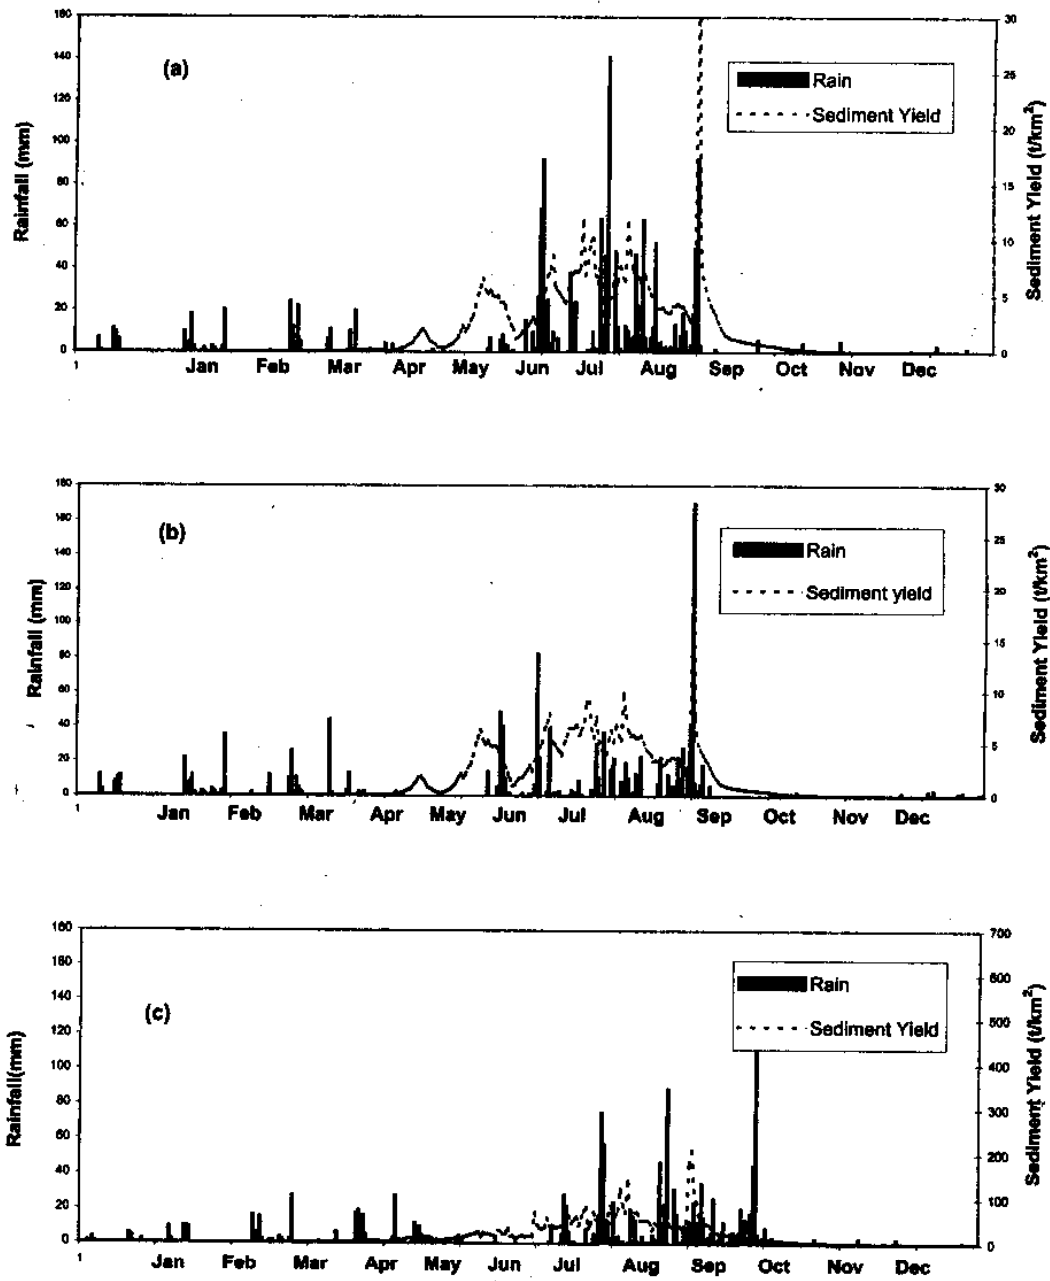 (a)
Rainfall (mm)
160
140
120
100
80
60
40
20
0
Rain
Sediment Yield
30
25
20
15
10
5
0
Sediment Yield (t/km²)
1 Jan Feb Mar Apr May Jun Jul Aug Sep Oct Nov Dec
(b)
Rainfall (mm)
180
160
140
120
100
80
60
40
20
0
Rain
Sediment yield
30
25
20
15
10
5
0
Sediment Yield (t/km²)
1 Jan Feb Mar Apr May Jun Jul Aug Sep Oct Nov Dec
(c)
Rainfall(mm)
180
160
140
120
100
80
60
40
20
0
Rain
Sediment Yield
700
600
500
400
300
200
100
0
Sediment Yield (t/km²)
1 Jan Feb Mar Apr May Jun Jul Aug Sep Oct Nov Dec